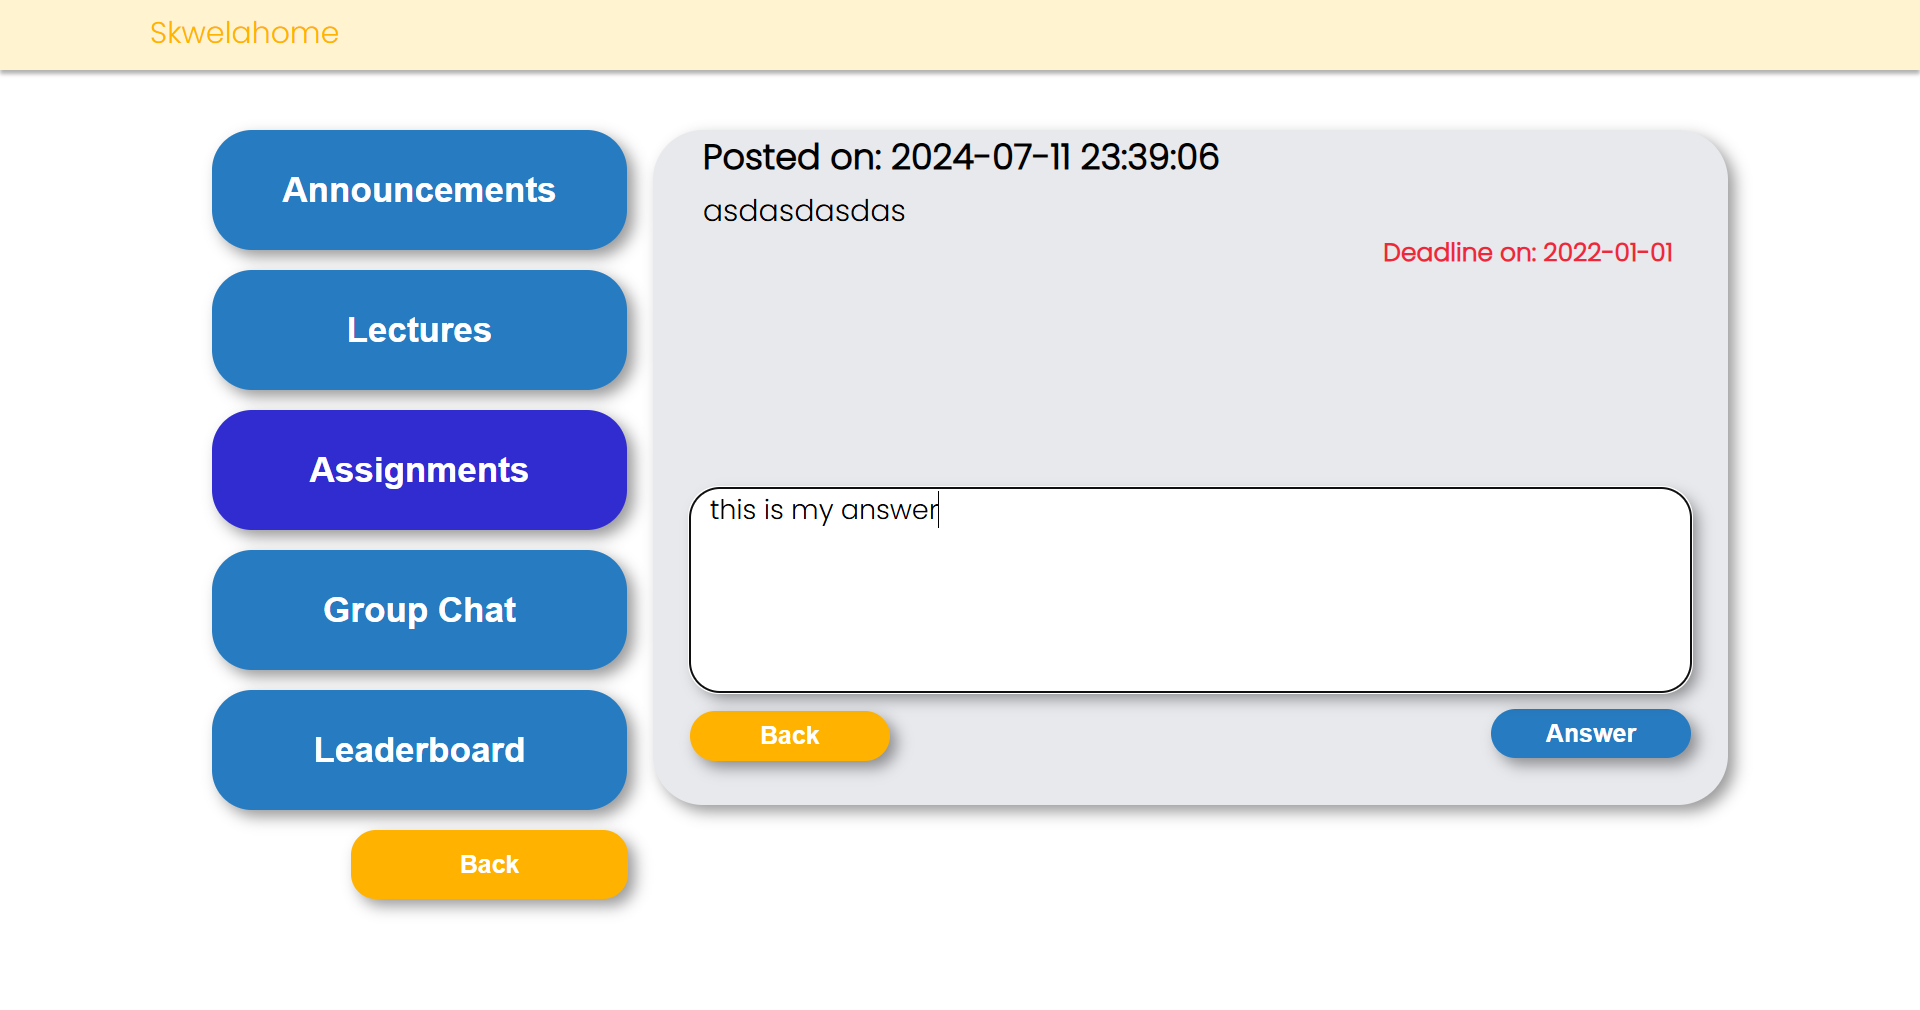 Skwelahome
Announcements
Lectures
Assignments
Group Chat
Leaderboard
Back
Posted on: 2024-07-11 23:39:06
asdasdasdas
Deadline on: 2022-01-01
this is my answer
Back
Answer